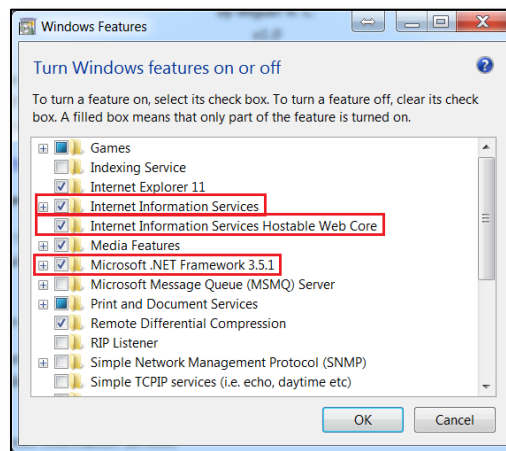 Windows Features
Turn Windows features on or off
To turn a feature on, select its check box. To turn a feature off, clear its check
box. A filled box means that only part of the feature is turned on.
Games
Indexing Service
Internet Explorer 11
Internet Information Services
Internet Information Services Hostable Web Core
Media Features
Microsoft .NET Framework 3.5.1
Microsoft Message Queue (MSMQ) Server
Print and Document Services
Remote Differential Compression
RIP Listener
Simple Network Management Protocol (SNMP)
Simple TCPIP services (i.e. echo, daytime etc)
OK Cancel